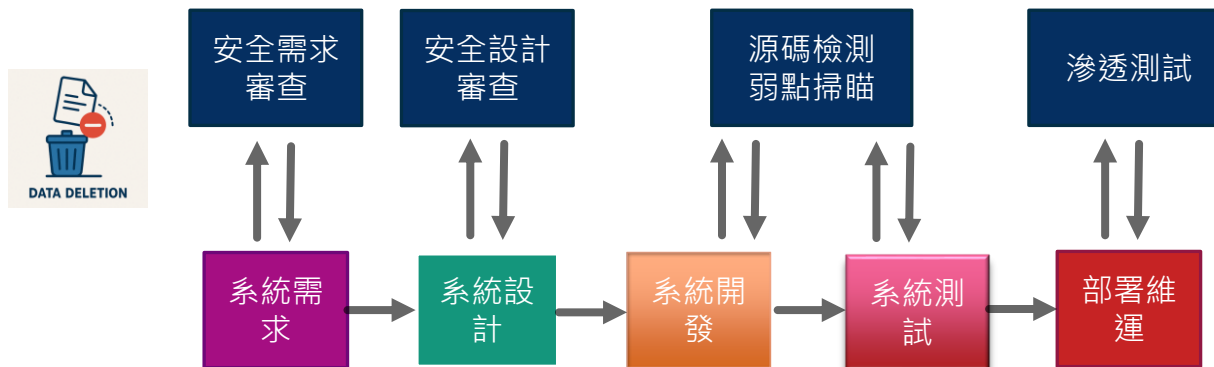 安全需求
審查
安全設計
審查
源碼檢測
弱點掃瞄
滲透測試
DATA DELETION
系統需
求
系統設
計
系統開
發
系統測
試
部署維
運